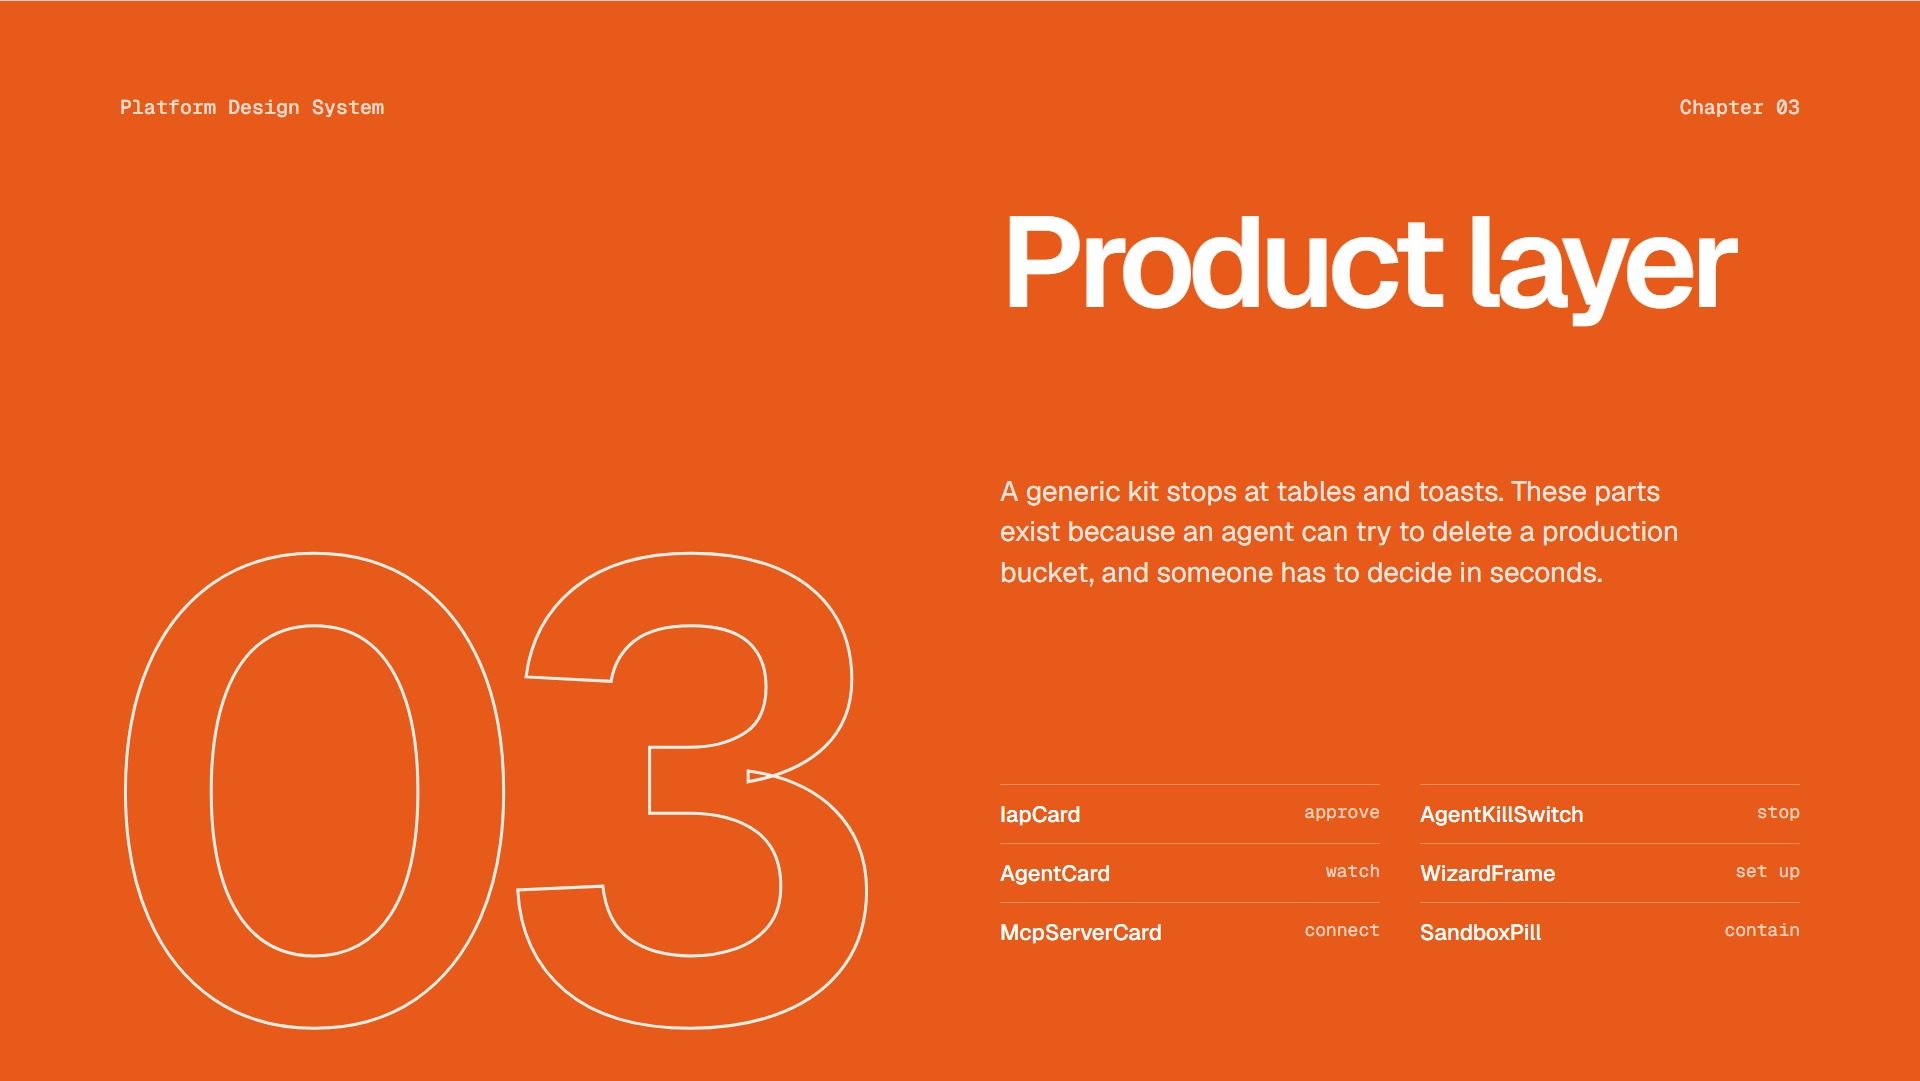 Platform Design System
Chapter 03
Product layer
A generic kit stops at tables and toasts. These parts
exist because an agent can try to delete a production
bucket, and someone has to decide in seconds.
03
IapCard approve
AgentKillSwitch stop
AgentCard watch
WizardFrame set up
McpServerCard connect
SandboxPill contain